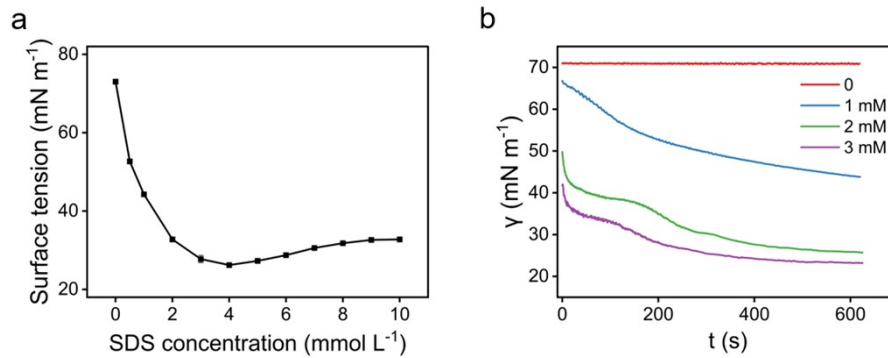 a
Surface tension (mN m⁻¹)
80
60
40
20
0 2 4 6 8 10
SDS concentration (mmol L⁻¹)
b
γ (mN m⁻¹)
70
60
50
40
30
20
0 200 400 600
t (s)
0
1 mM
2 mM
3 mM